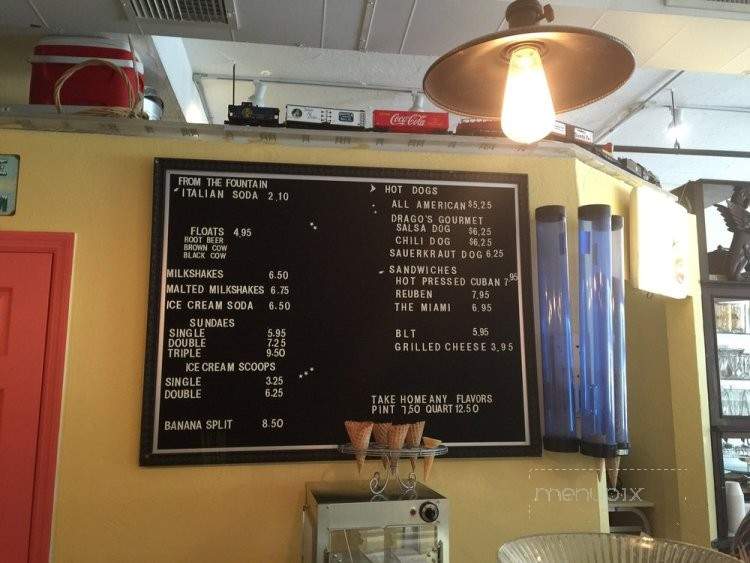 Coca-Cola
FROM THE FOUNTAIN
ITALIAN SODA 2.10
FLOATS 4,95
ROOT BEER
BROWN COW
BLACK COW
MILKSHAKES 6.50
MALTED MILKSHAKES 6.75
ICE CREAM SODA 6.50
SUNDAES
SINGLE 5.95
DOUBLE 7.25
TRIPLE 9.50
ICE CREAM SCOOPS
SINGLE 3.25
DOUBLE 6.25
BANANA SPLIT 8.50
HOT DOGS
ALL AMERICAN $5,25
DRAGO'S GOURMET
SALSA DOG $6,25
CHILI DOG $6,25
SAUERKRAUT DOG 6.25
SANDWICHES
HOT PRESSED CUBAN 7,95
REUBEN 7,95
THE MIAMI 6,95
BLT 5.95
GRILLED CHEESE 3,95
TAKE HOME ANY FLAVORS
PINT 7,50 QUART 12.50
menupix